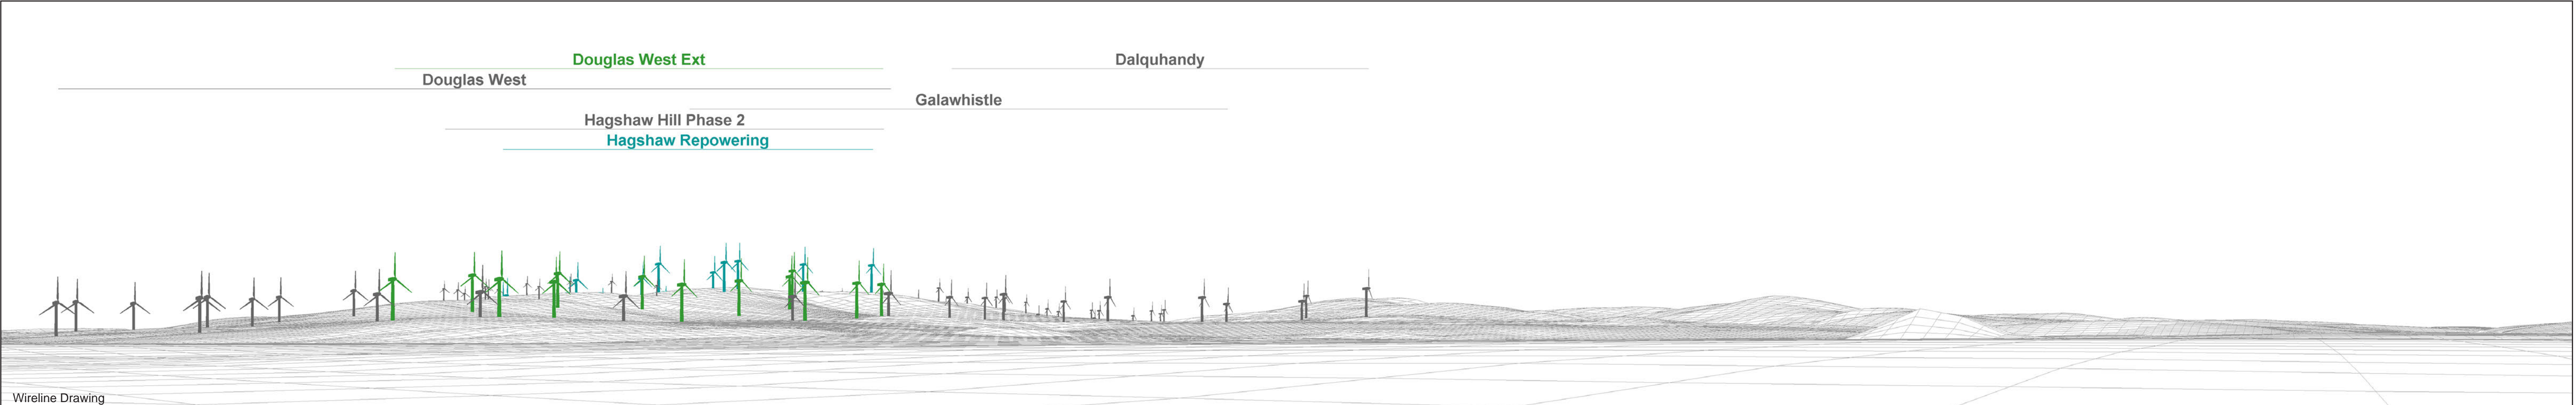 Douglas West Ext
Dalquhandy
Douglas West
Galawhistle
Hagshaw Hill Phase 2
Hagshaw Repowering
Wireline Drawing